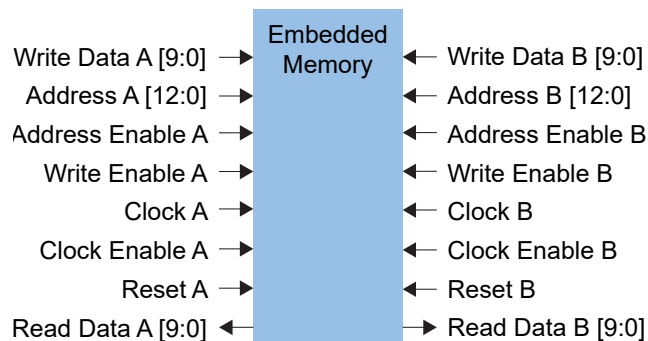 Embedded
Memory
Write Data A [9:0]
Address A [12:0]
Address Enable A
Write Enable A
Clock A
Clock Enable A
Reset A
Read Data A [9:0]
Write Data B [9:0]
Address B [12:0]
Address Enable B
Write Enable B
Clock B
Clock Enable B
Reset B
Read Data B [9:0]